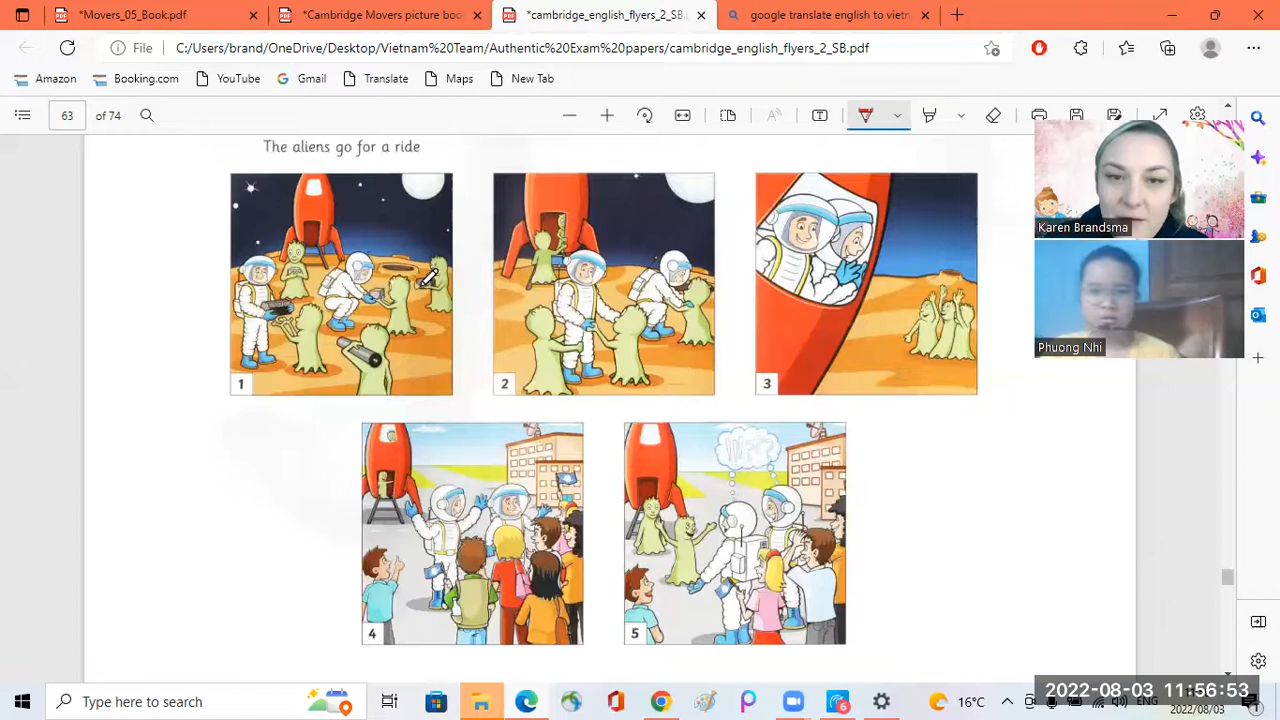 *Movers_05_Book.pdf
*Cambridge Movers picture boo
*cambridge_english_flyers_2_SB.p
google translate english to vietn
File
C:/Users/brand/OneDrive/Desktop/Vietnam%20Team/Authentic%20Exam%20papers/cambridge_english_flyers_2_SB.pdf
Amazon
Booking.com
YouTube
Gmail
Translate
Maps
New Tab
63 of 74
The aliens go for a ride
1
2
3
4
5
Karen Brandsma
Phuong Nhi
Type here to search
6
16°C
ENG
2022-08-03 11:56:53
2022/08/03